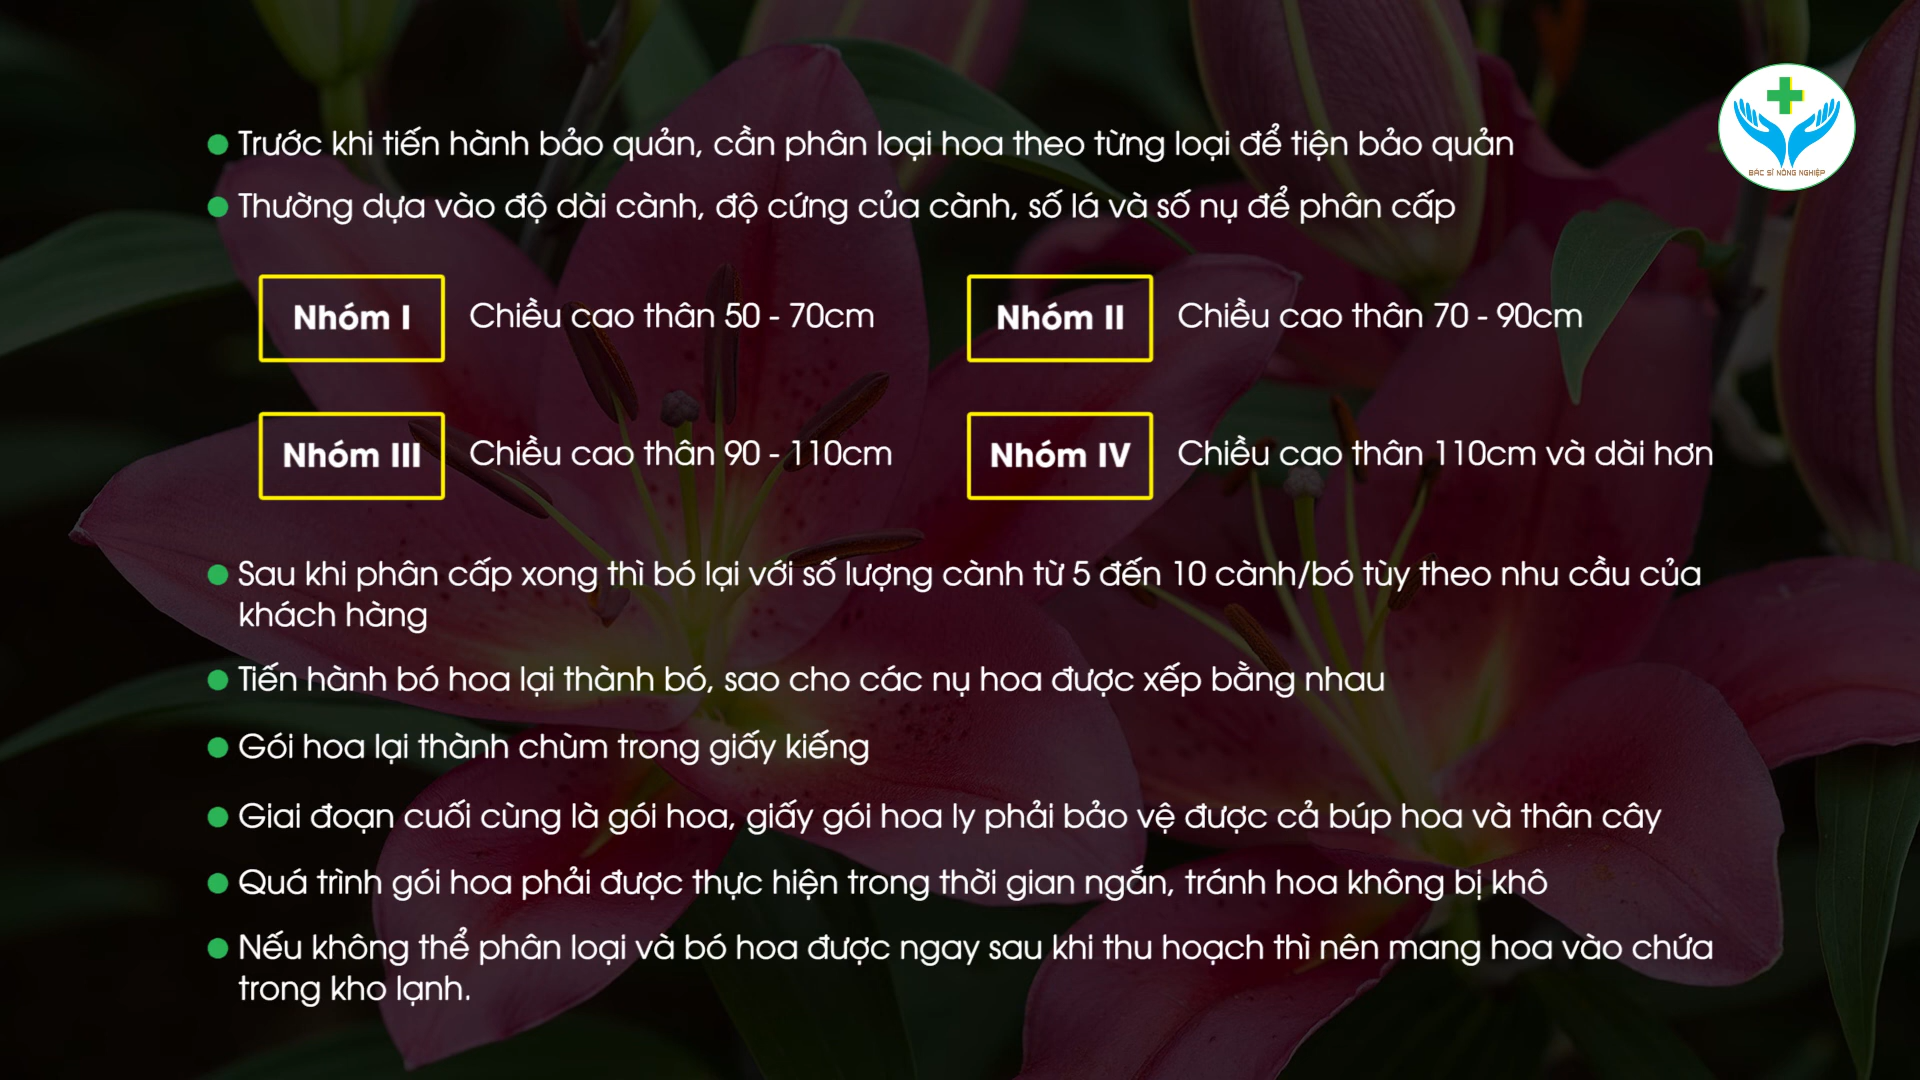 BÁC SĨ NÔNG NGHIỆP
Trước khi tiến hành bảo quản, cần phân loại hoa theo từng loại để tiện bảo quản
Thường dựa vào độ dài cành, độ cứng của cành, số lá và số nụ để phân cấp
Nhóm I Chiều cao thân 50 - 70cm
Nhóm II Chiều cao thân 70 - 90cm
Nhóm III Chiều cao thân 90 - 110cm
Nhóm IV Chiều cao thân 110cm và dài hơn
Sau khi phân cấp xong thì bó lại với số lượng cành từ 5 đến 10 cành/bó tùy theo nhu cầu của
khách hàng
Tiến hành bó hoa lại thành bó, sao cho các nụ hoa được xếp bằng nhau
Gói hoa lại thành chùm trong giấy kiếng
Giai đoạn cuối cùng là gói hoa, giấy gói hoa ly phải bảo vệ được cả búp hoa và thân cây
Quá trình gói hoa phải được thực hiện trong thời gian ngắn, tránh hoa không bị khô
Nếu không thể phân loại và bó hoa được ngay sau khi thu hoạch thì nên mang hoa vào chứa
trong kho lạnh.